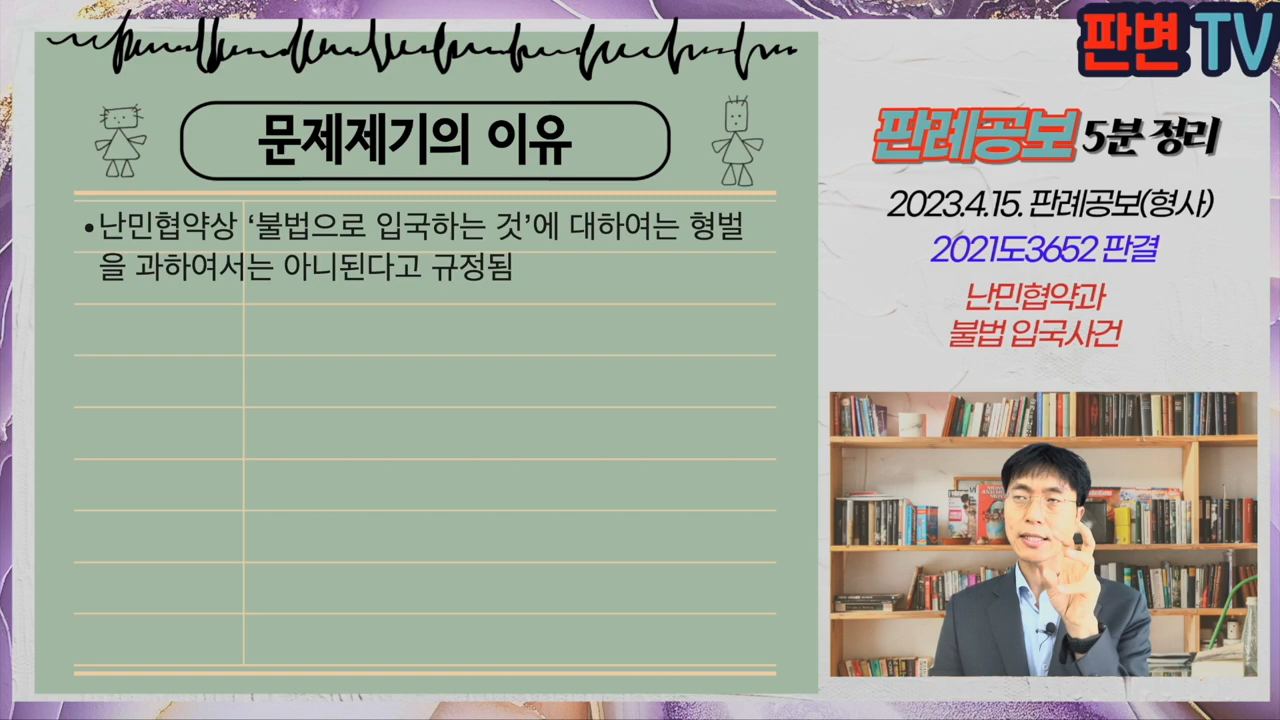 판변 TV
문제제기의 이유
•난민협약상 ‘불법으로 입국하는 것’에 대하여는 형벌
을 과하여서는 아니된다고 규정됨
판례공보 5분 정리
2023.4.15. 판례공보(형사)
2021도3652 판결
난민협약과
불법 입국사건